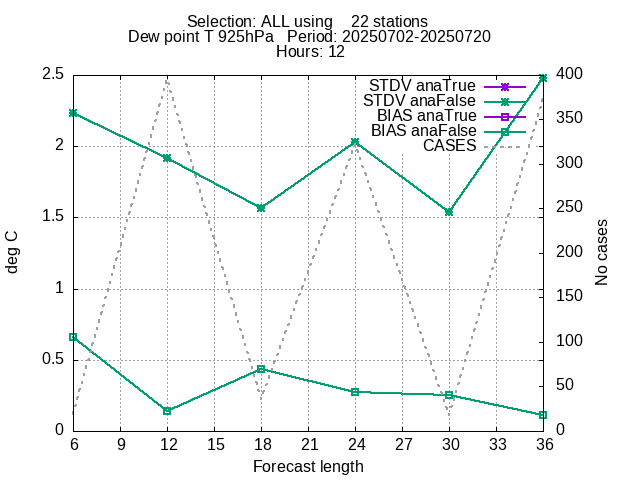 Selection: ALL using    22 stations
Dew point T 925hPa   Period: 20250702-20250720
Hours: 12
STDV anaTrue
STDV anaFalse
BIAS anaTrue
BIAS anaFalse
CASES
2.5
2
1.5
1
0.5
0
400
350
300
250
200
150
100
50
0
deg C
No cases
6 9 12 15 18 21 24 27 30 33 36
Forecast length